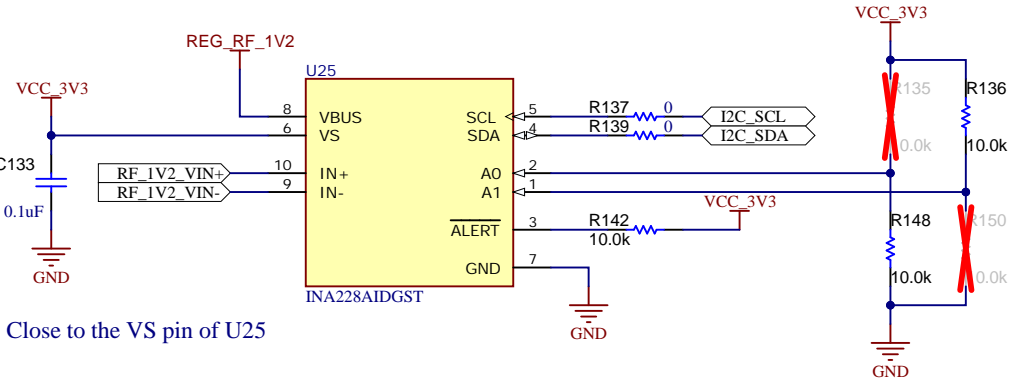 VCC_3V3
REG_RF_1V2
U25
VCC_3V3
R135
R136
8
VBUS
SCL
5
R137
0
I2C_SCL
6
VS
SDA
4
R139
0
I2C_SDA
10.0k
C133
0.1uF
RF_1V2_VIN+
10
IN+
A0
2
RF_1V2_VIN-
9
IN-
A1
1
VCC_3V3
ALERT
3
R142
10.0k
R148
R150
GND
GND
7
10.0k
INA228AIDGST
GND
GND
Close to the VS pin of U25